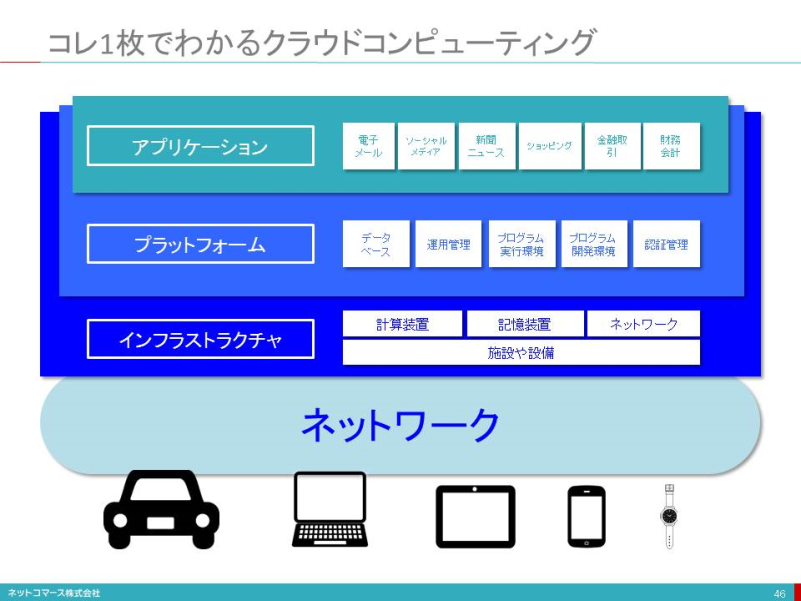 コレ1枚でわかるクラウドコンピューティング
アプリケーション
電子
メール
ソーシャル
メディア
新聞
ニュース
ショッピング
金融取
引
財務
会計
プラットフォーム
データ
ベース
運用管理
プログラム
実行環境
プログラム
開発環境
認証管理
インフラストラクチャ
計算装置
記憶装置
ネットワーク
施設や設備
ネットワーク
ネットコマース株式会社
46